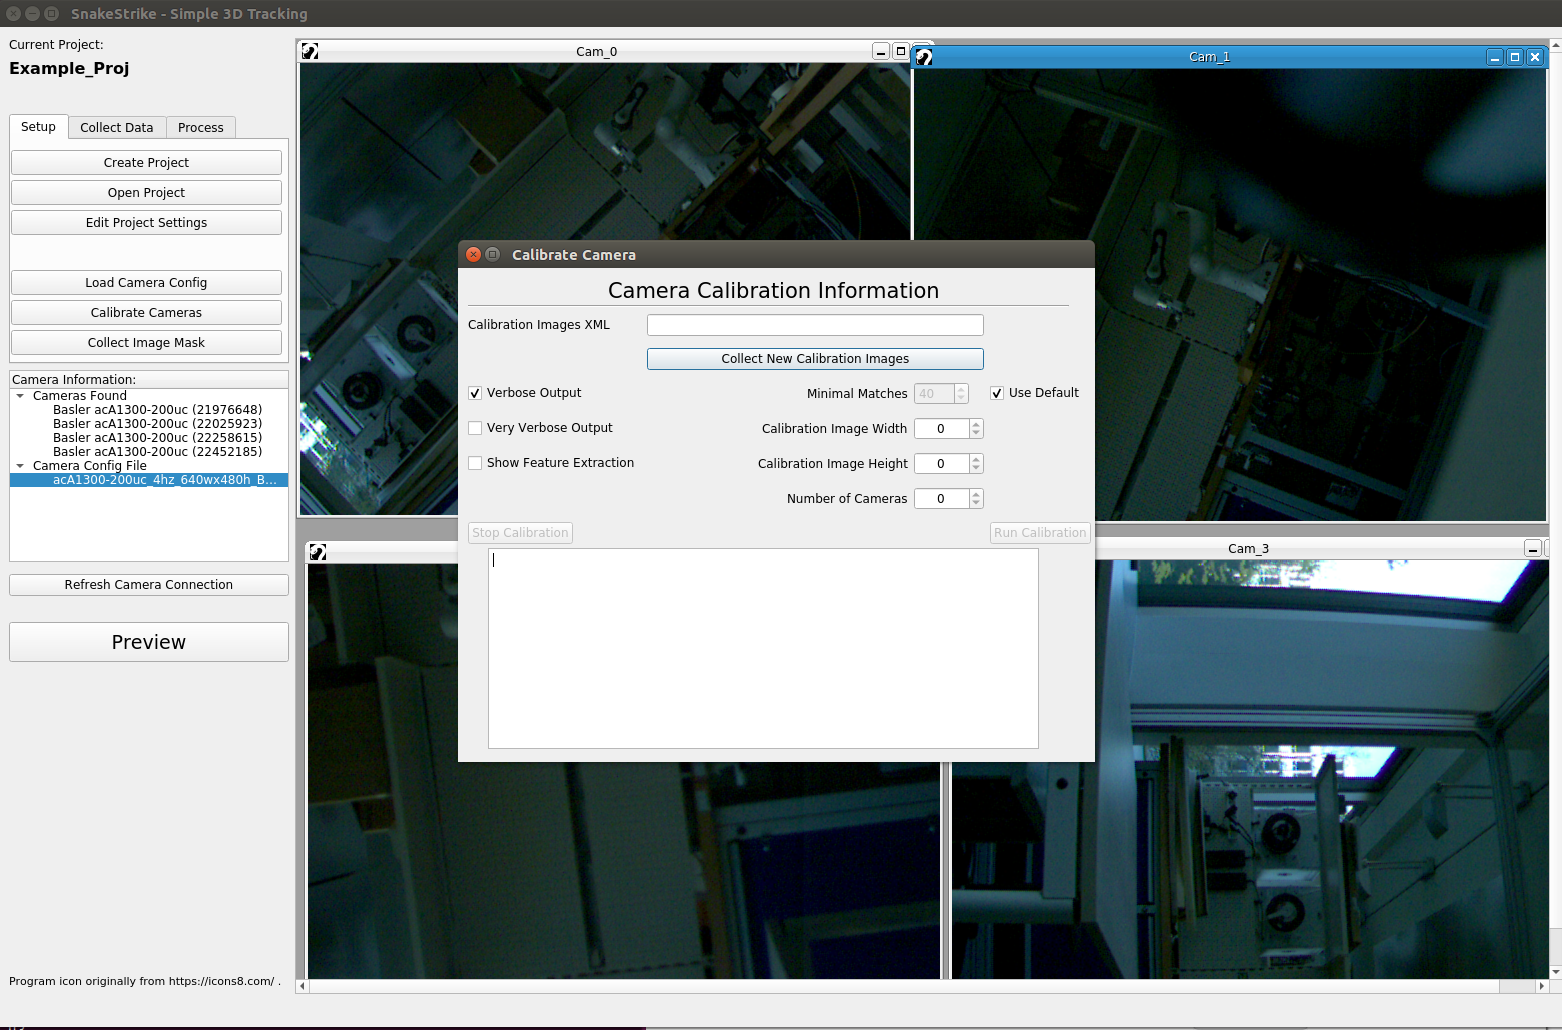 SnakeStrike - Simple 3D Tracking
Current Project:
Example_Proj
Setup
Collect Data
Process
Create Project
Open Project
Edit Project Settings
Load Camera Config
Calibrate Cameras
Collect Image Mask
Camera Information:
Cameras Found
Basler acA1300-200uc (21976648)
Basler acA1300-200uc (22025923)
Basler acA1300-200uc (22258615)
Basler acA1300-200uc (22452185)
Camera Config File
acA1300-200uc_4hz_640wx480h_B...
Refresh Camera Connection
Preview
Program icon originally from https://icons8.com/ .
Cam_0
Cam_1
Calibrate Camera
Camera Calibration Information
Calibration Images XML
Collect New Calibration Images
Verbose Output
Minimal Matches
40
Use Default
Very Verbose Output
Calibration Image Width
0
Show Feature Extraction
Calibration Image Height
0
Number of Cameras
0
Stop Calibration
Run Calibration
Cam_3